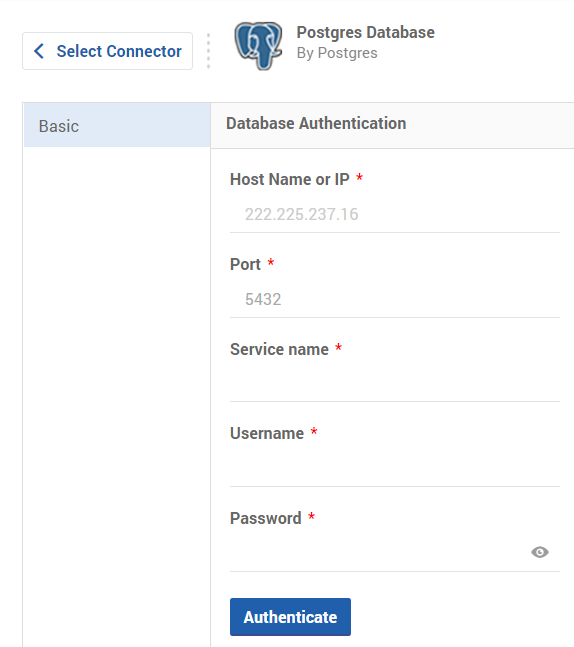 Select Connector
Postgres Database
By Postgres
Basic
Database Authentication
Host Name or IP *
222.225.237.16
Port *
5432
Service name *
Username *
Password *
Authenticate